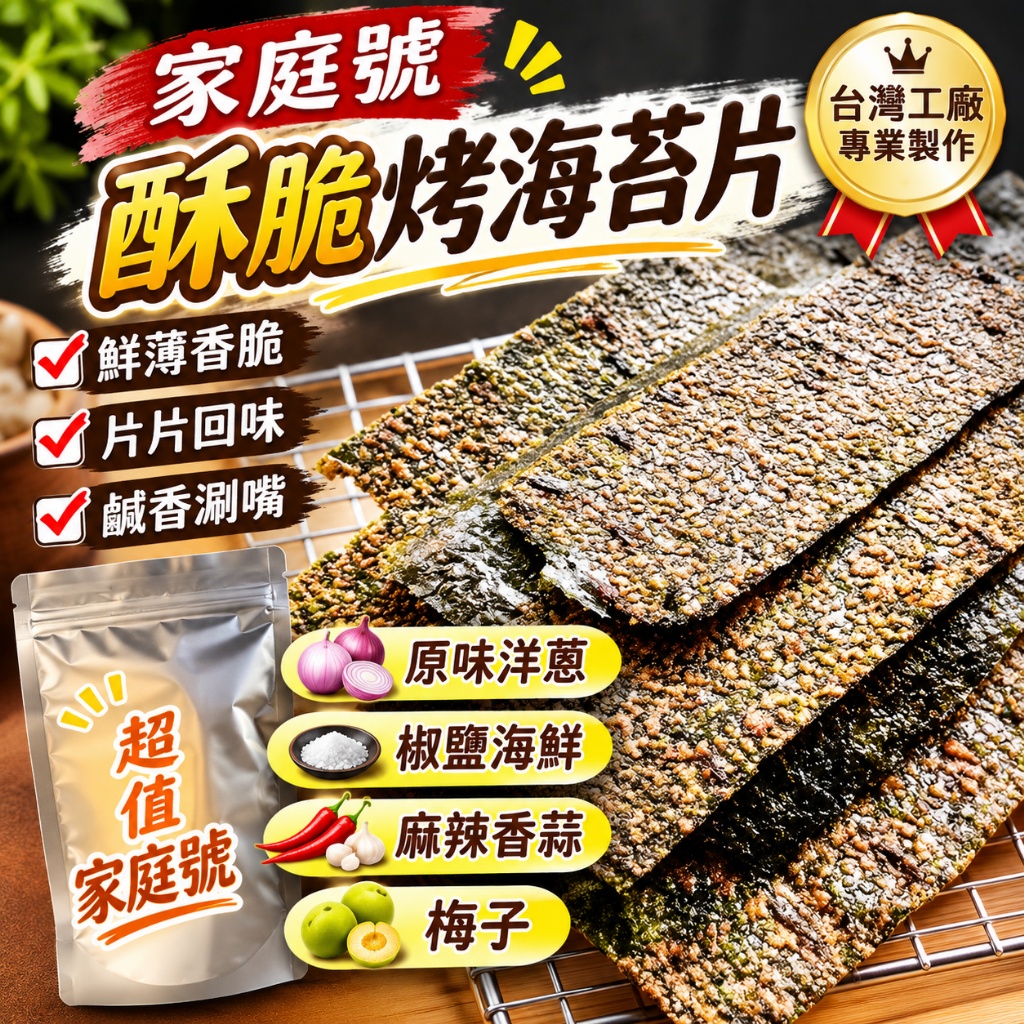 家庭號
酥脆烤海苔片
台灣工廠
專業製作
鮮薄香脆
片片回味
鹹香涮嘴
超值
家庭號
原味洋蔥
椒鹽海鮮
麻辣香蒜
梅子